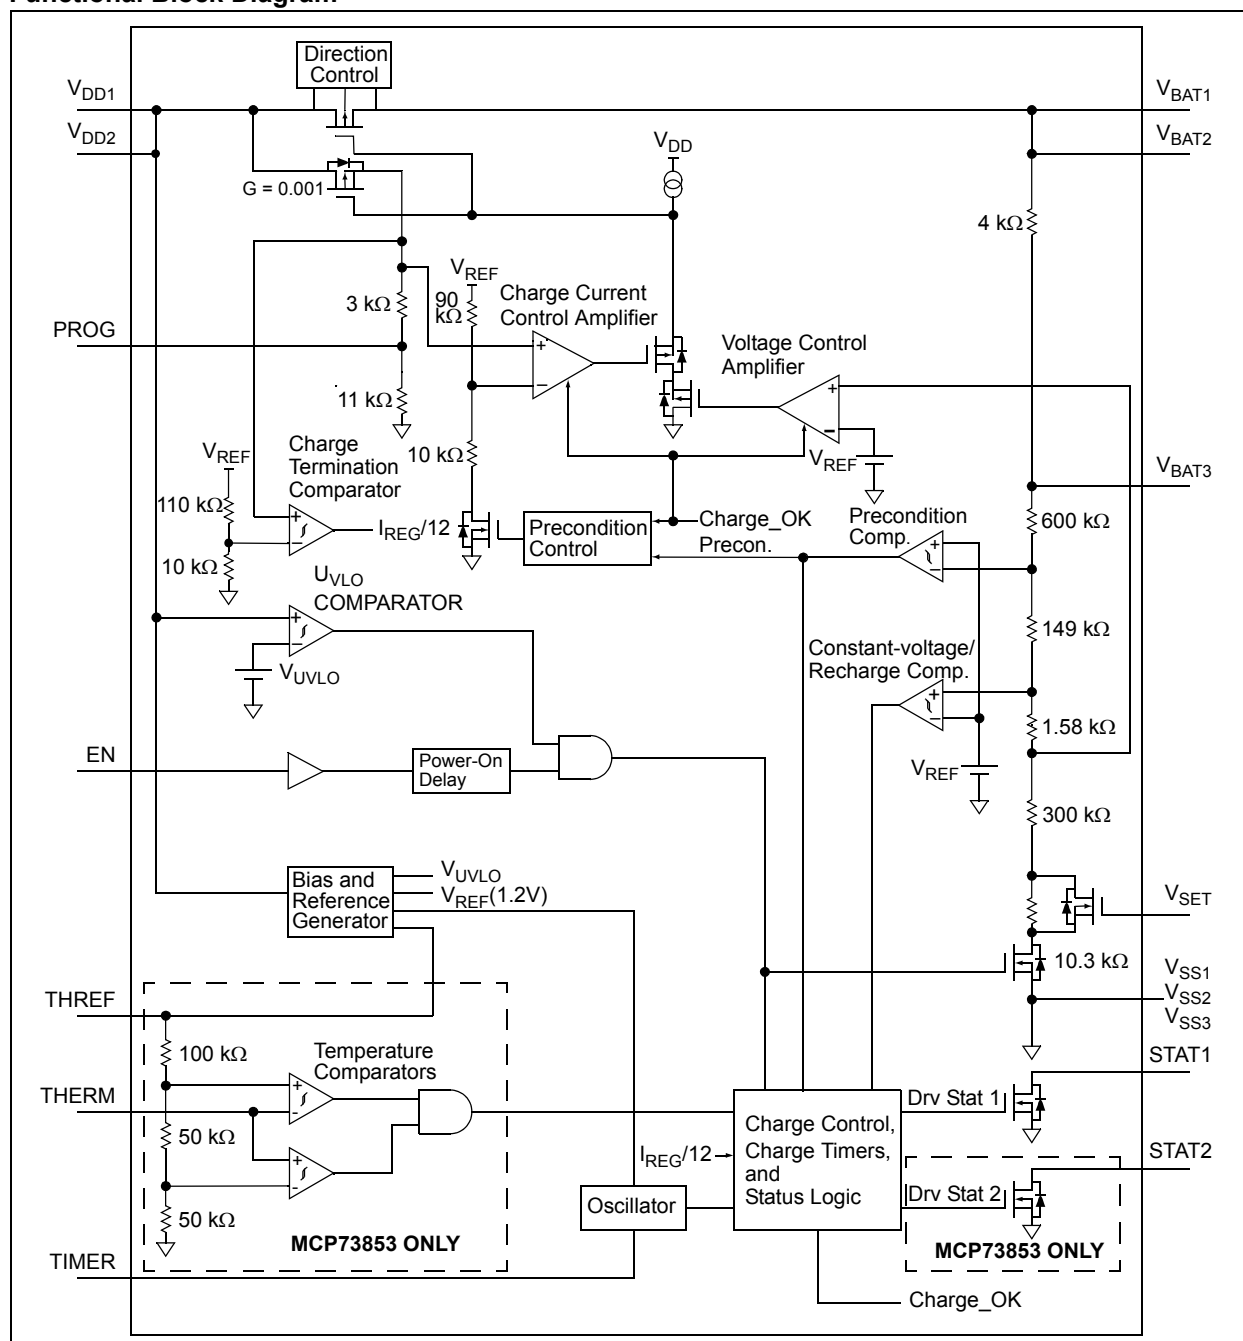 Functional Block Diagram
Direction
Control
VDD1
VDD2
VBAT1
VBAT2
VDD
G = 0.001
4 kΩ
VREF
90
kΩ
3 kΩ
Charge Current
Control Amplifier
PROG
Voltage Control
Amplifier
11 kΩ
10 kΩ
VREF
VREF
Charge
Termination
Comparator
110 kΩ
10 kΩ
IREG/12
VBAT3
Precondition
Control
Charge_OK
Precon.
Precondition
Comp.
600 kΩ
UVLO
COMPARATOR
VUVLO
149 kΩ
Constant-voltage/
Recharge Comp.
1.58 kΩ
VREF
EN
Power-On
Delay
300 kΩ
Bias and
Reference
Generator
VUVLO
VREF(1.2V)
VSET
10.3 kΩ
VSS1
VSS2
VSS3
THREF
100 kΩ
Temperature
Comparators
THERM
50 kΩ
50 kΩ
MCP73853 ONLY
TIMER
Oscillator
IREG/12
Charge Control,
Charge Timers,
and
Status Logic
Drv Stat 1
STAT1
Drv Stat 2
STAT2
MCP73853 ONLY
Charge_OK